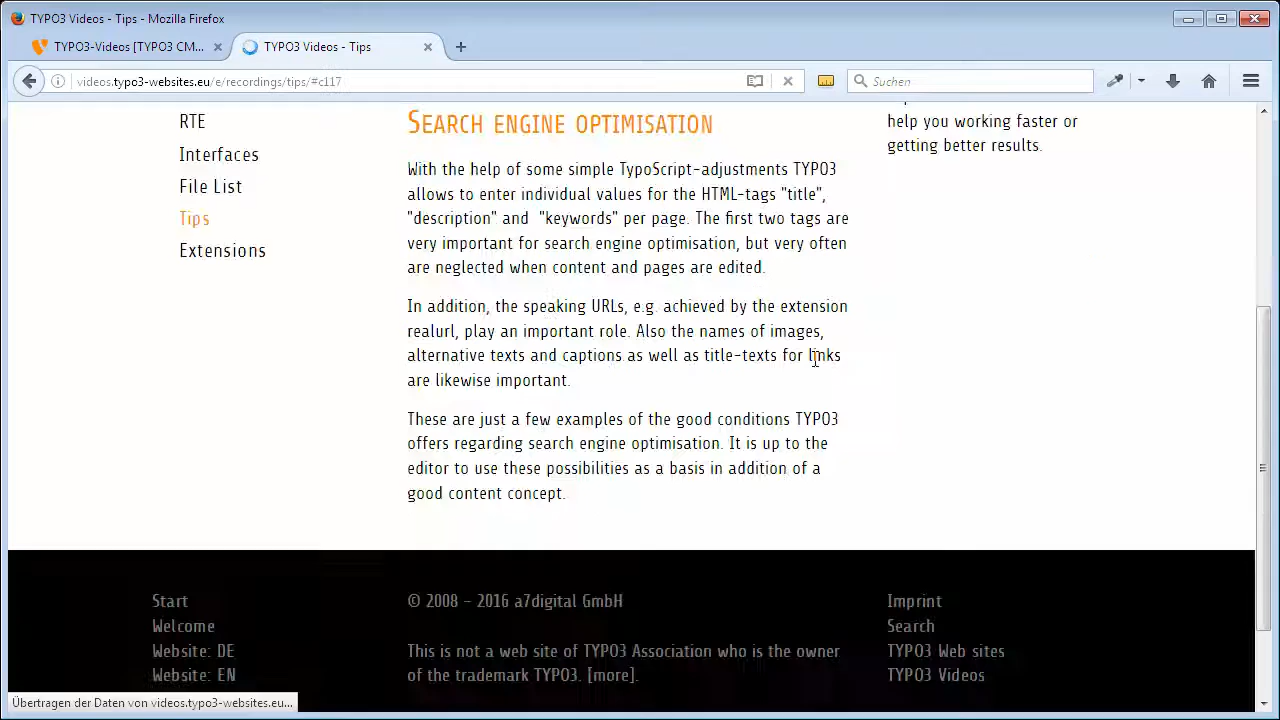 TYPO3 Videos - Tips - Mozilla Firefox
TYPO3-Videos [TYPO3 CM...
TYPO3 Videos - Tips
videos.typo3-websites.eu/e/recordings/tips/#c117
Suchen
RTE
Interfaces
File List
Tips
Extensions
SEARCH ENGINE OPTIMISATION
With the help of some simple TypoScript-adjustments TYPO3
allows to enter individual values for the HTML-tags "title",
"description" and "keywords" per page. The first two tags are
very important for search engine optimisation, but very often
are neglected when content and pages are edited.
In addition, the speaking URLs, e.g. achieved by the extension
realurl, play an important role. Also the names of images,
alternative texts and captions as well as title-texts for links
are likewise important.
These are just a few examples of the good conditions TYPO3
offers regarding search engine optimisation. It is up to the
editor to use these possibilities as a basis in addition of a
good content concept.
help you working faster or
getting better results.
Start
Welcome
Website: DE
Website: EN
© 2008 - 2016 a7digital GmbH
This is not a web site of TYPO3 Association who is the owner
of the trademark TYPO3. [more].
Imprint
Search
TYPO3 Web sites
TYPO3 Videos
Übertragen der Daten von videos.typo3-websites.eu...